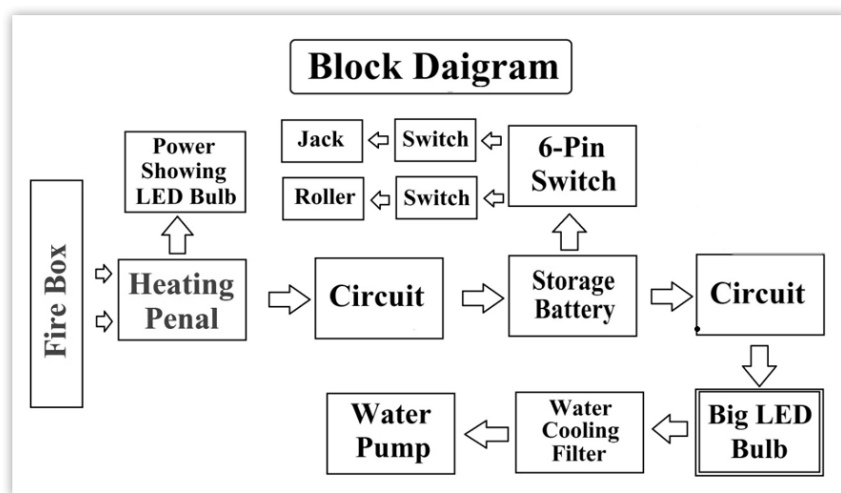 Block Daigram
Power
Showing
LED Bulb
Jack
Switch
6-Pin
Switch
Roller
Switch
Fire Box
Heating
Penal
Circuit
Storage
Battery
Circuit
Water
Pump
Water
Cooling
Filter
Big LED
Bulb